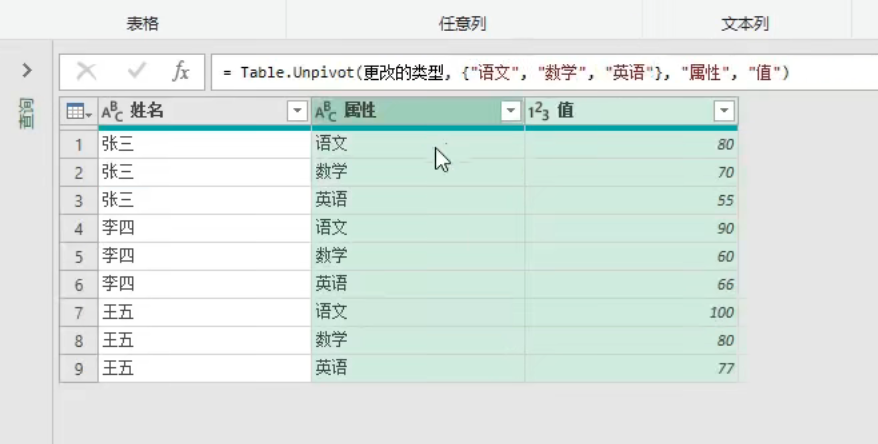 表格 任意列 文本列
fx = Table.Unpivot(更改的类型, {"语文", "数学", "英语"}, "属性", "值")
查询
ABC 姓名 ABC 属性 123 值
1 张三 语文 80
2 张三 数学 70
3 张三 英语 55
4 李四 语文 90
5 李四 数学 60
6 李四 英语 66
7 王五 语文 100
8 王五 数学 80
9 王五 英语 77